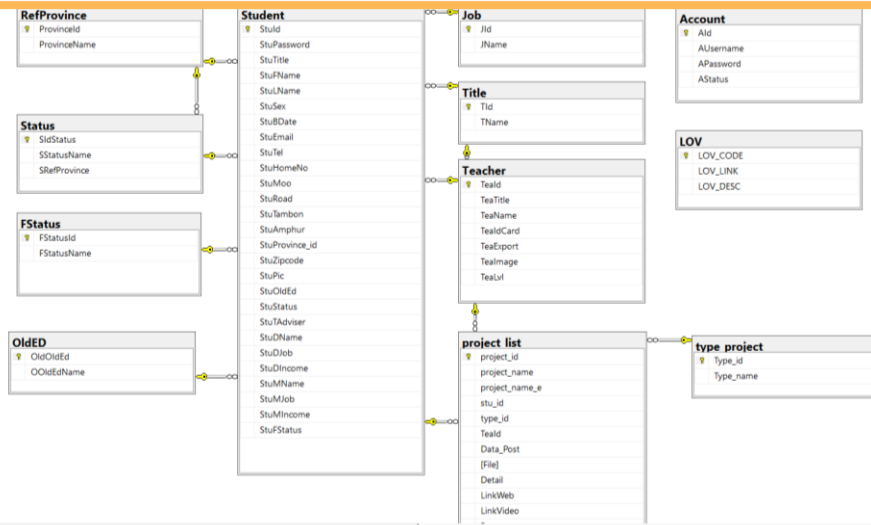 RefProvince
ProvinceId
ProvinceName
Status
SIdStatus
SStatusName
SRefProvince
FStatus
FStatusId
FStatusName
OldED
OldOldEd
OOldEdName
Student
StuId
StuPassword
StuTitle
StuFName
StuLName
StuSex
StuBDate
StuEmail
StuTel
StuHomeNo
StuMoo
StuRoad
StuTambon
StuAmphur
StuProvince_id
StuZipcode
StuPic
StuOldEd
StuStatus
StuTAdviser
StuDName
StuDJob
StuDIncome
StuMName
StuMJob
StuMIncome
StuFStatus
Job
JId
JName
Title
TId
TName
Teacher
TeaId
TeaTitle
TeaName
TeaIdCard
TeaExport
TeaImage
TeaLvl
project_list
project_id
project_name
project_name_e
stu_id
type_id
TeaId
Data_Post
[File]
Detail
LinkWeb
LinkVideo
Account
AId
AUsername
APassword
AStatus
LOV
LOV_CODE
LOV_LINK
LOV_DESC
type_project
Type_id
Type_name